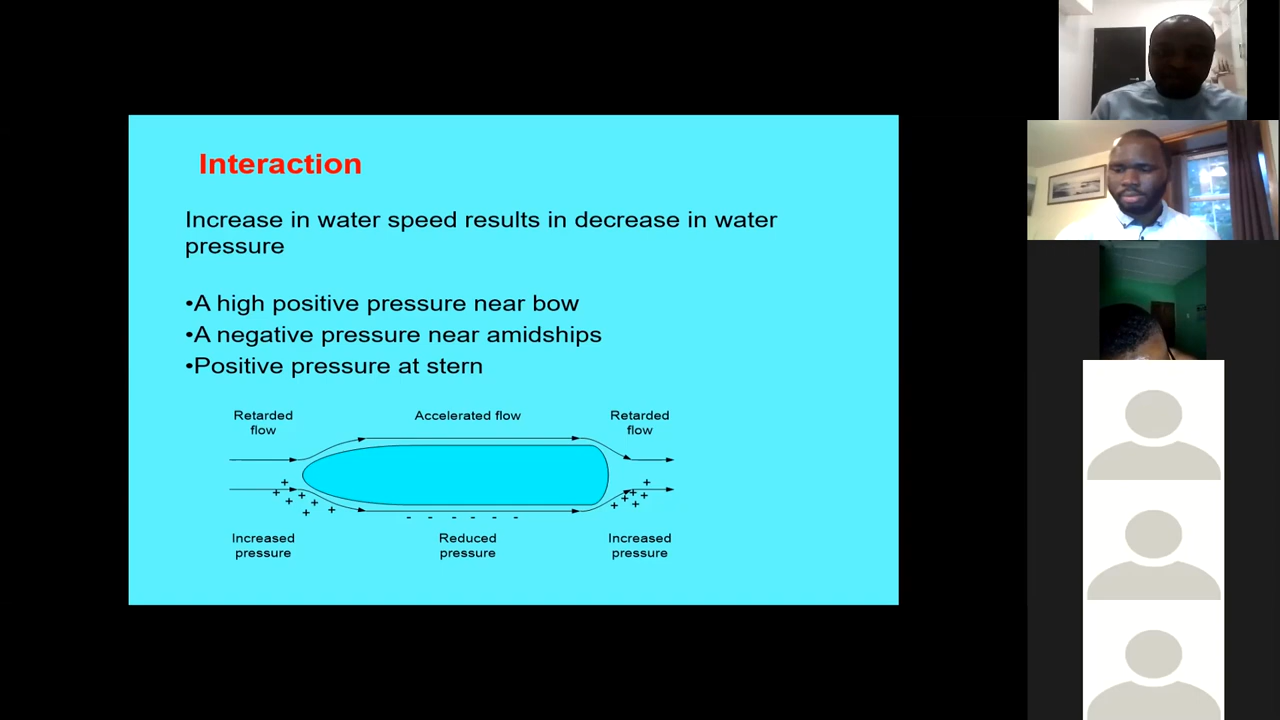 Interaction
Increase in water speed results in decrease in water
pressure
•A high positive pressure near bow
•A negative pressure near amidships
•Positive pressure at stern
Retarded
flow
Accelerated flow
Retarded
flow
Increased
pressure
Reduced
pressure
Increased
pressure